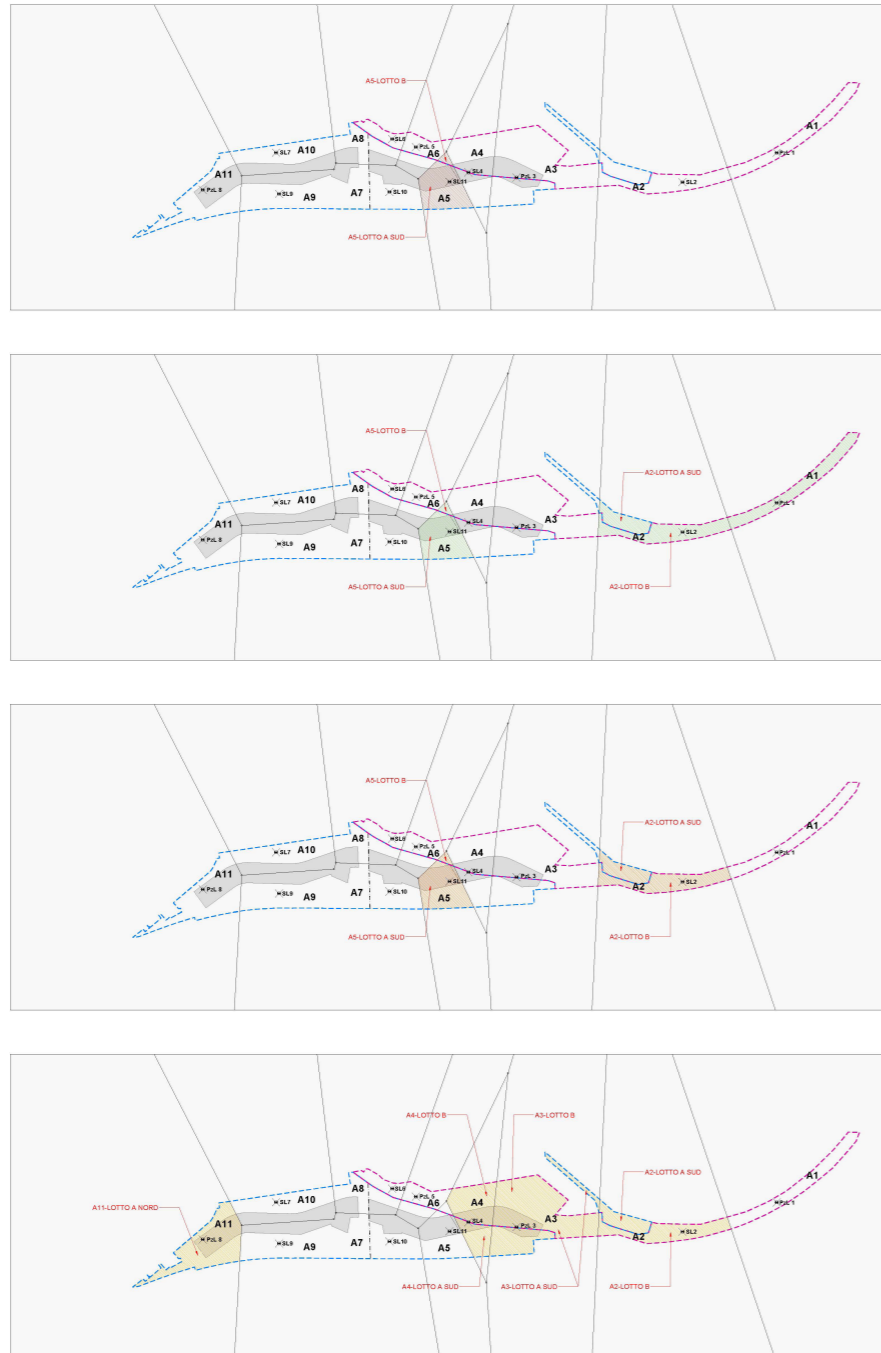 A5-LOTTO B
A1
A8
SL6
PzL 5
A6
A4
SL7
A10
PzL 1
A11
SL4
A3
PzL 3
PzL 8
SL11
A2
SL2
SL9
A9
A7
SL10
A5
A5-LOTTO A SUD
A5-LOTTO B
A2-LOTTO A SUD
A1
A8
SL6
PzL 5
A6
A4
SL7
A10
PzL 1
A11
SL4
A3
PzL 3
PzL 8
SL11
A2
SL2
SL9
A9
A7
SL10
A5
A5-LOTTO A SUD
A2-LOTTO B
A5-LOTTO B
A2-LOTTO A SUD
A1
A8
SL6
PzL 5
A6
A4
SL7
A10
PzL 1
A11
SL4
A3
PzL 3
PzL 8
SL11
A2
SL2
SL9
A9
A7
SL10
A5
A5-LOTTO A SUD
A2-LOTTO B
A4-LOTTO B
A3-LOTTO B
A2-LOTTO A SUD
A1
A8
SL6
PzL 5
A6
A4
SL7
A10
PzL 1
A11-LOTTO A NORD
A11
SL4
A3
PzL 3
PzL 8
SL11
A2
SL2
SL9
A9
A7
SL10
A5
A4-LOTTO A SUD
A3-LOTTO A SUD
A2-LOTTO B